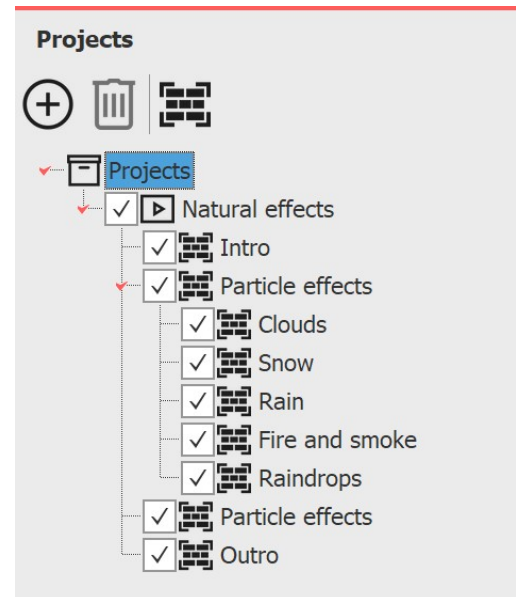 Projects
Projects
Natural effects
Intro
Particle effects
Clouds
Snow
Rain
Fire and smoke
Raindrops
Particle effects
Outro